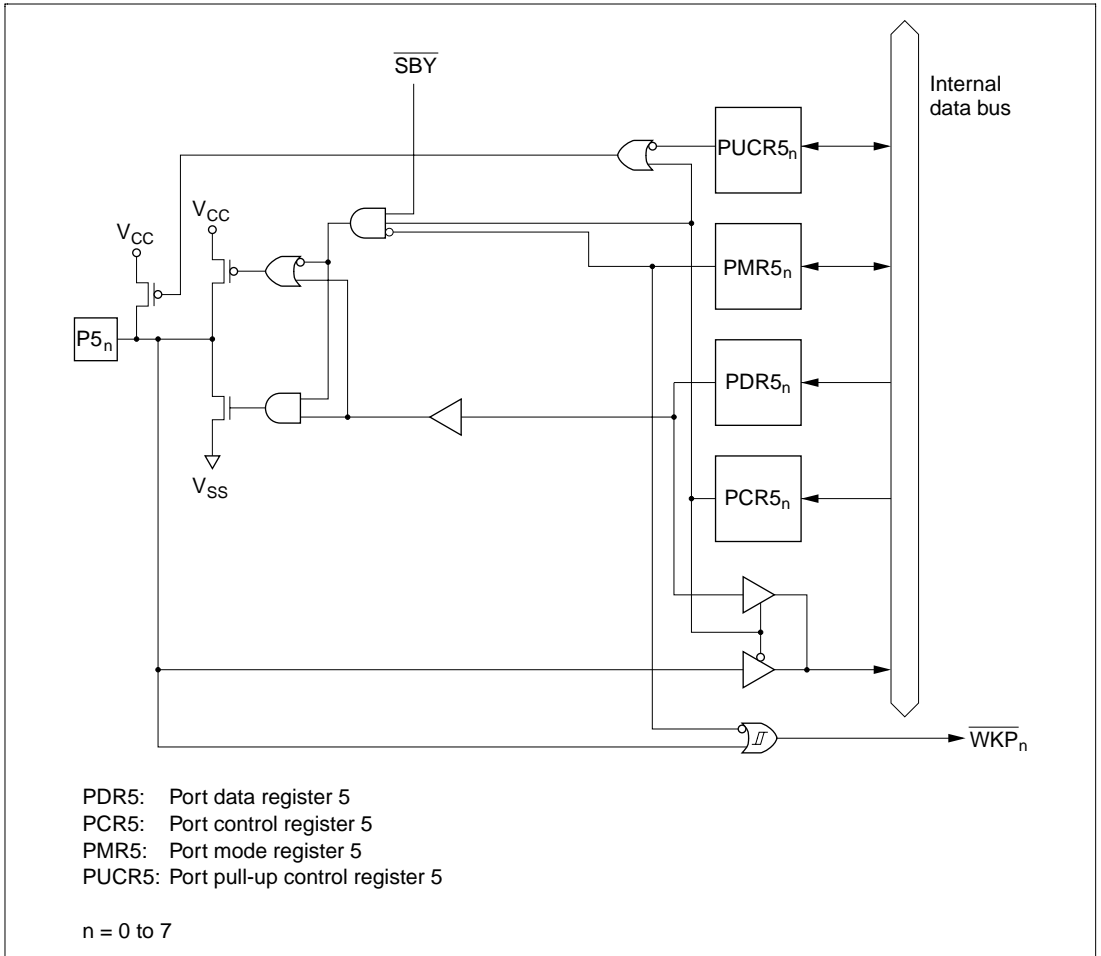 SBY
Internal
data bus
PUCR5n
VCC
VCC
PMR5n
P5n
PDR5n
VSS
PCR5n
WKPn
PDR5: Port data register 5
PCR5: Port control register 5
PMR5: Port mode register 5
PUCR5: Port pull-up control register 5
n = 0 to 7